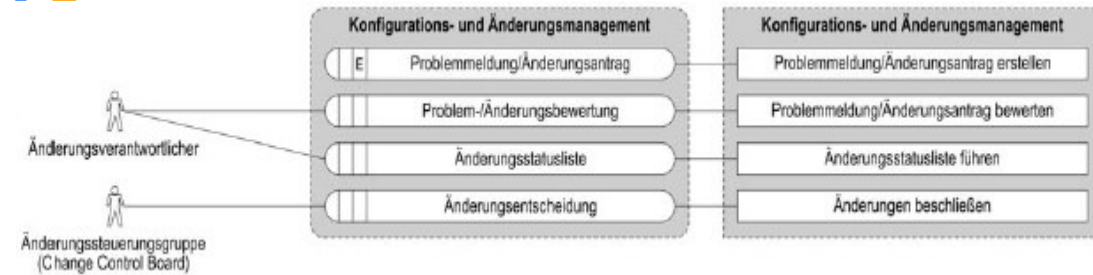 Konfigurations- und Änderungsmanagement
E Problemmeldung/Änderungsantrag
Problem-/Änderungsbewertung
Änderungsstatusliste
Änderungsentscheidung
Konfigurations- und Änderungsmanagement
Problemmeldung/Änderungsantrag erstellen
Problemmeldung/Änderungsantrag bewerten
Änderungsstatusliste führen
Änderungen beschließen
Änderungsverantwortlicher
Änderungssteuerungsgruppe
(Change Control Board)